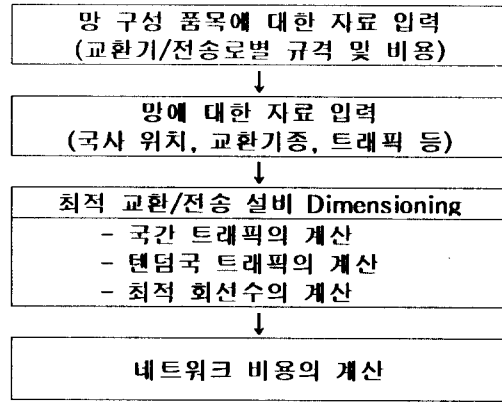 망 구성 품목에 대한 자료 입력
(교환기/전송로별 규격 및 비용)
↓
망에 대한 자료 입력
(국사 위치, 교환기종, 트래픽 등)
↓
최적 교환/전송 설비 Dimensioning
- 국간 트래픽의 계산
- 텐덤국 트래픽의 계산
- 최적 회선수의 계산
↓
네트워크 비용의 계산